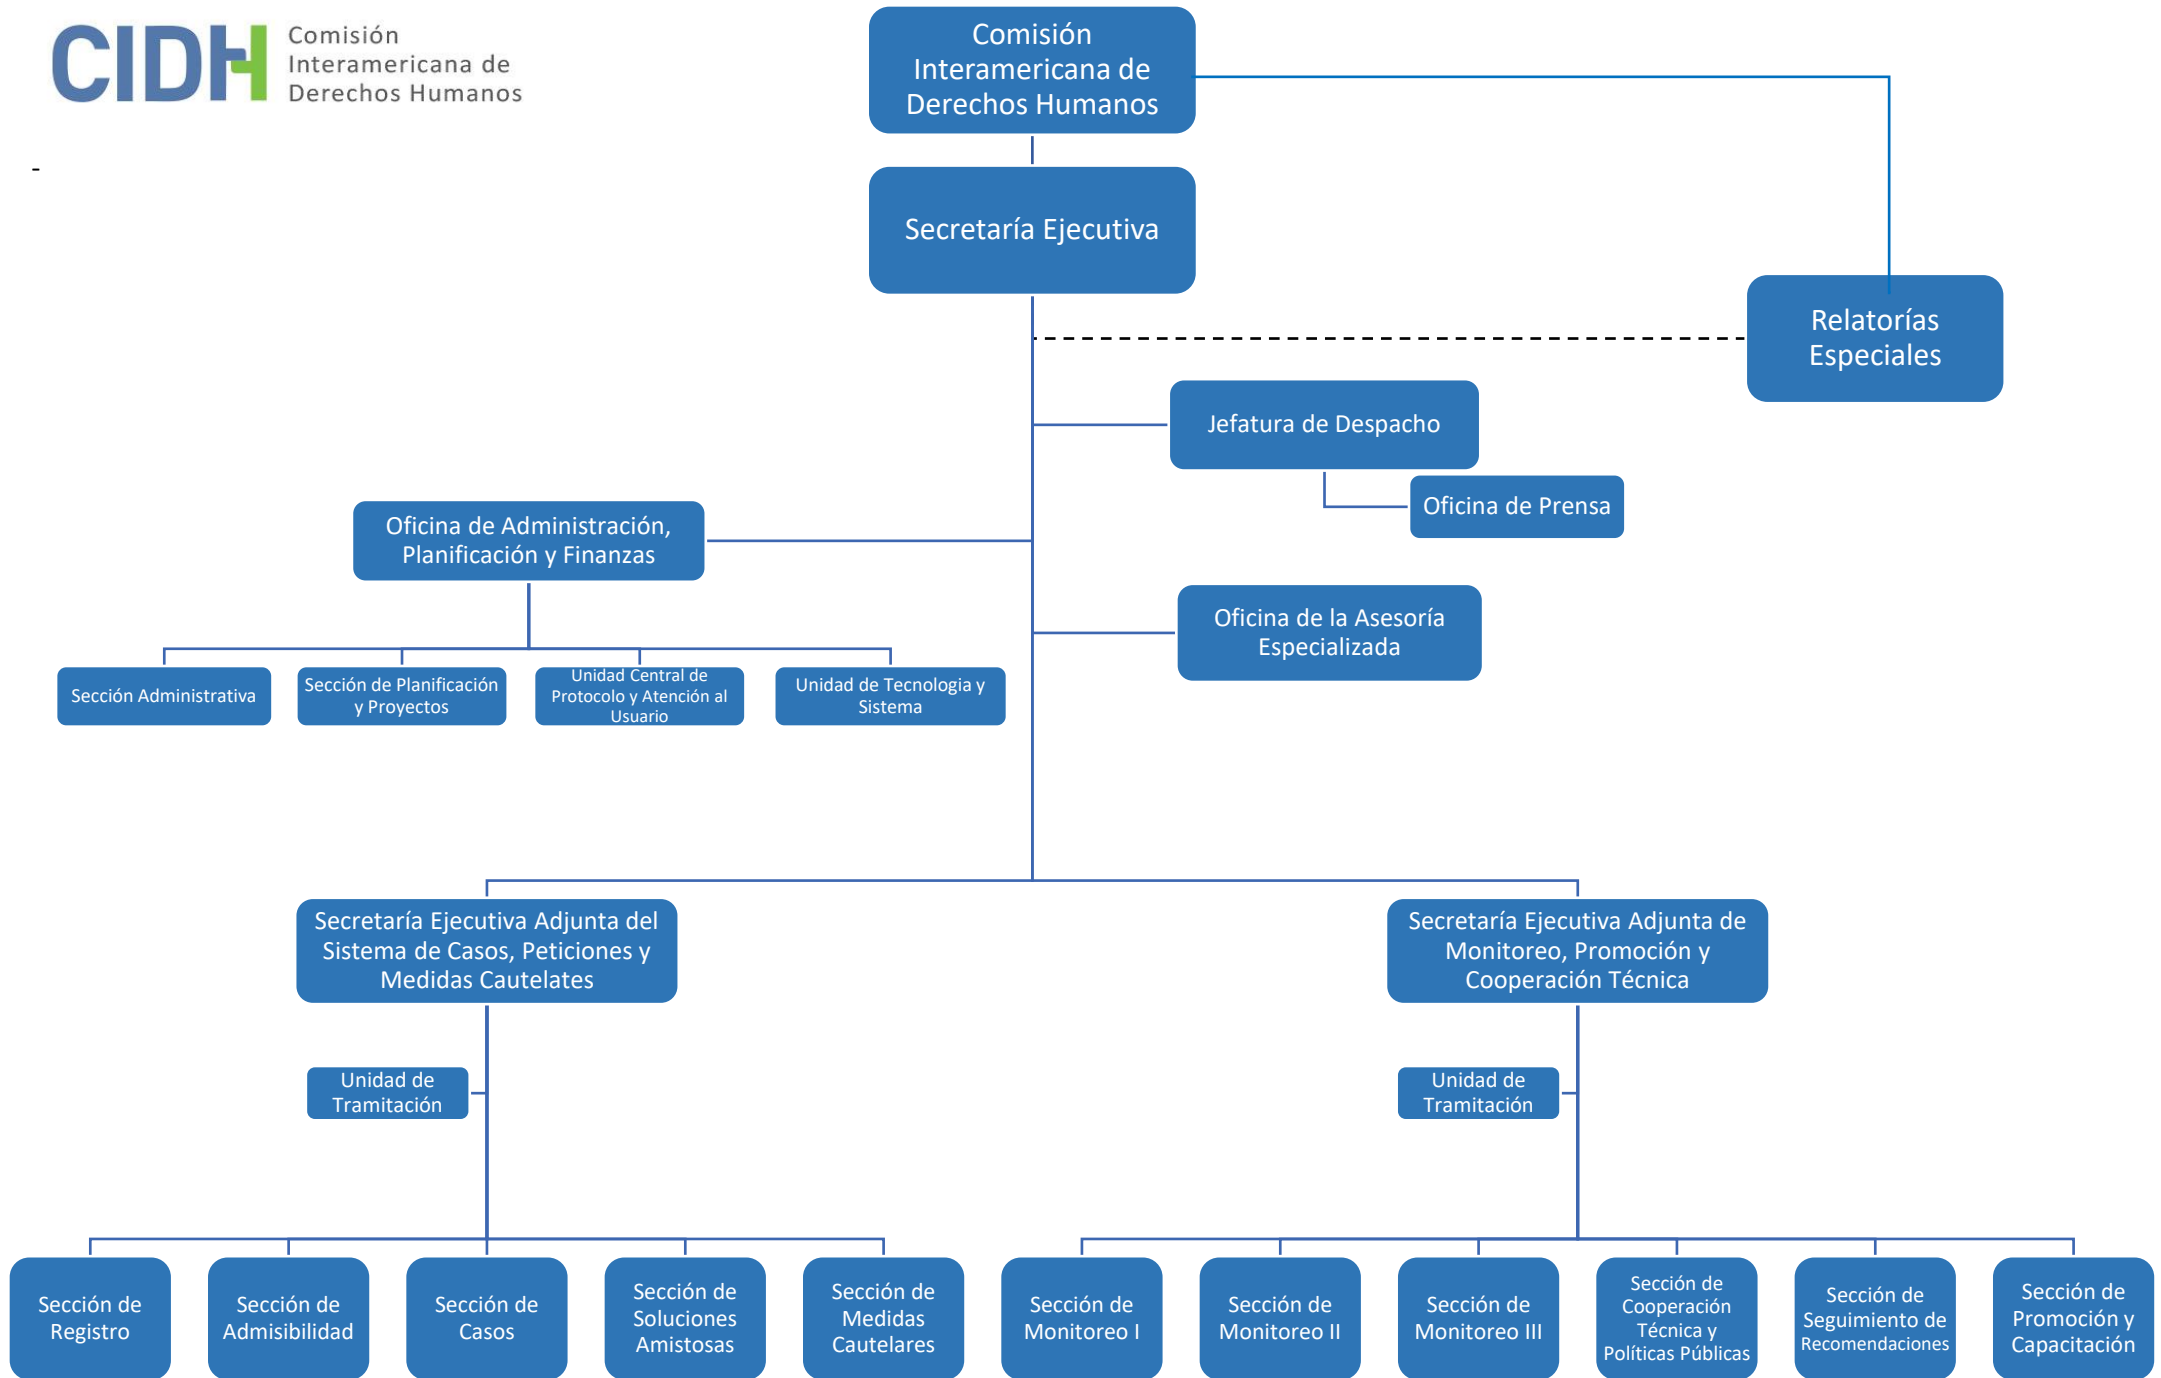 CIDH
Comisión
Interamericana de
Derechos Humanos
-
Comisión
Interamericana de
Derechos Humanos
Secretaría Ejecutiva
Relatorías
Especiales
Jefatura de Despacho
Oficina de Prensa
Oficina de Administración,
Planificación y Finanzas
Oficina de la Asesoría
Especializada
Sección Administrativa
Sección de Planificación
y Proyectos
Unidad Central de
Protocolo y Atención al
Usuario
Unidad de Tecnologia y
Sistema
Secretaría Ejecutiva Adjunta del
Sistema de Casos, Peticiones y
Medidas Cautelates
Secretaría Ejecutiva Adjunta de
Monitoreo, Promoción y
Cooperación Técnica
Unidad de
Tramitación
Unidad de
Tramitación
Sección de
Registro
Sección de
Admisibilidad
Sección de
Casos
Sección de
Soluciones
Amistosas
Sección de
Medidas
Cautelares
Sección de
Monitoreo I
Sección de
Monitoreo II
Sección de
Monitoreo III
Sección de
Cooperación
Técnica y
Políticas Públicas
Sección de
Seguimiento de
Recomendaciones
Sección de
Promoción y
Capacitación